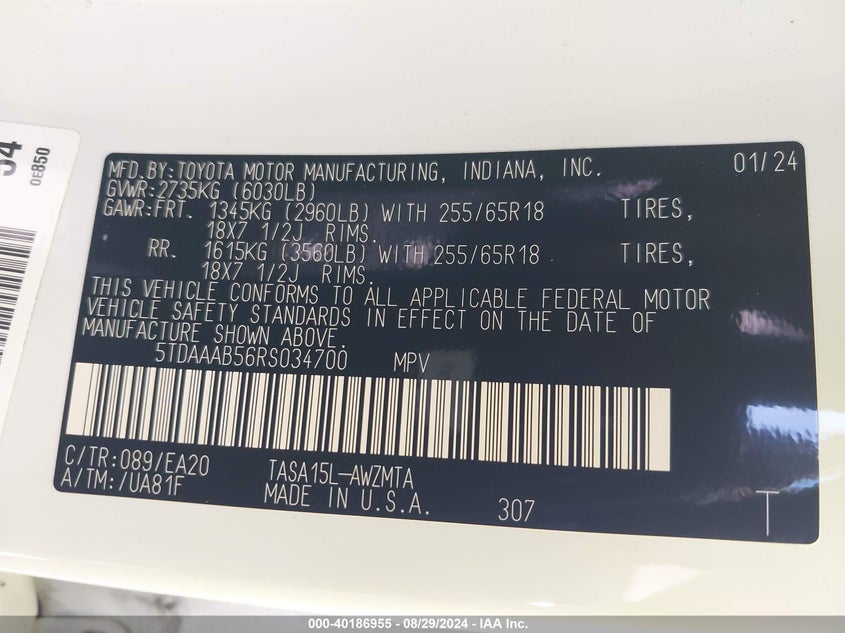 54
0E850
MFD.BY:TOYOTA MOTOR MANUFACTURING, INDIANA, INC. 01/24
GVWR:2735KG (6030LB)
GAWR:FRT. 1345KG (2960LB) WITH 255/65R18 TIRES,
18X7 1/2J RIMS.
RR. 1615KG (3560LB) WITH 255/65R18 TIRES,
18X7 1/2J RIMS.
THIS VEHICLE CONFORMS TO ALL APPLICABLE FEDERAL MOTOR
VEHICLE SAFETY STANDARDS IN EFFECT ON THE DATE OF
MANUFACTURE SHOWN ABOVE.
5TDAAAB56RS034700 MPV
C/TR:089/EA20 TASA15L-AWZMTA
A/TM:/UA81F MADE IN U.S.A. 307 T
000-40186955 - 08/29/2024 - IAA Inc.